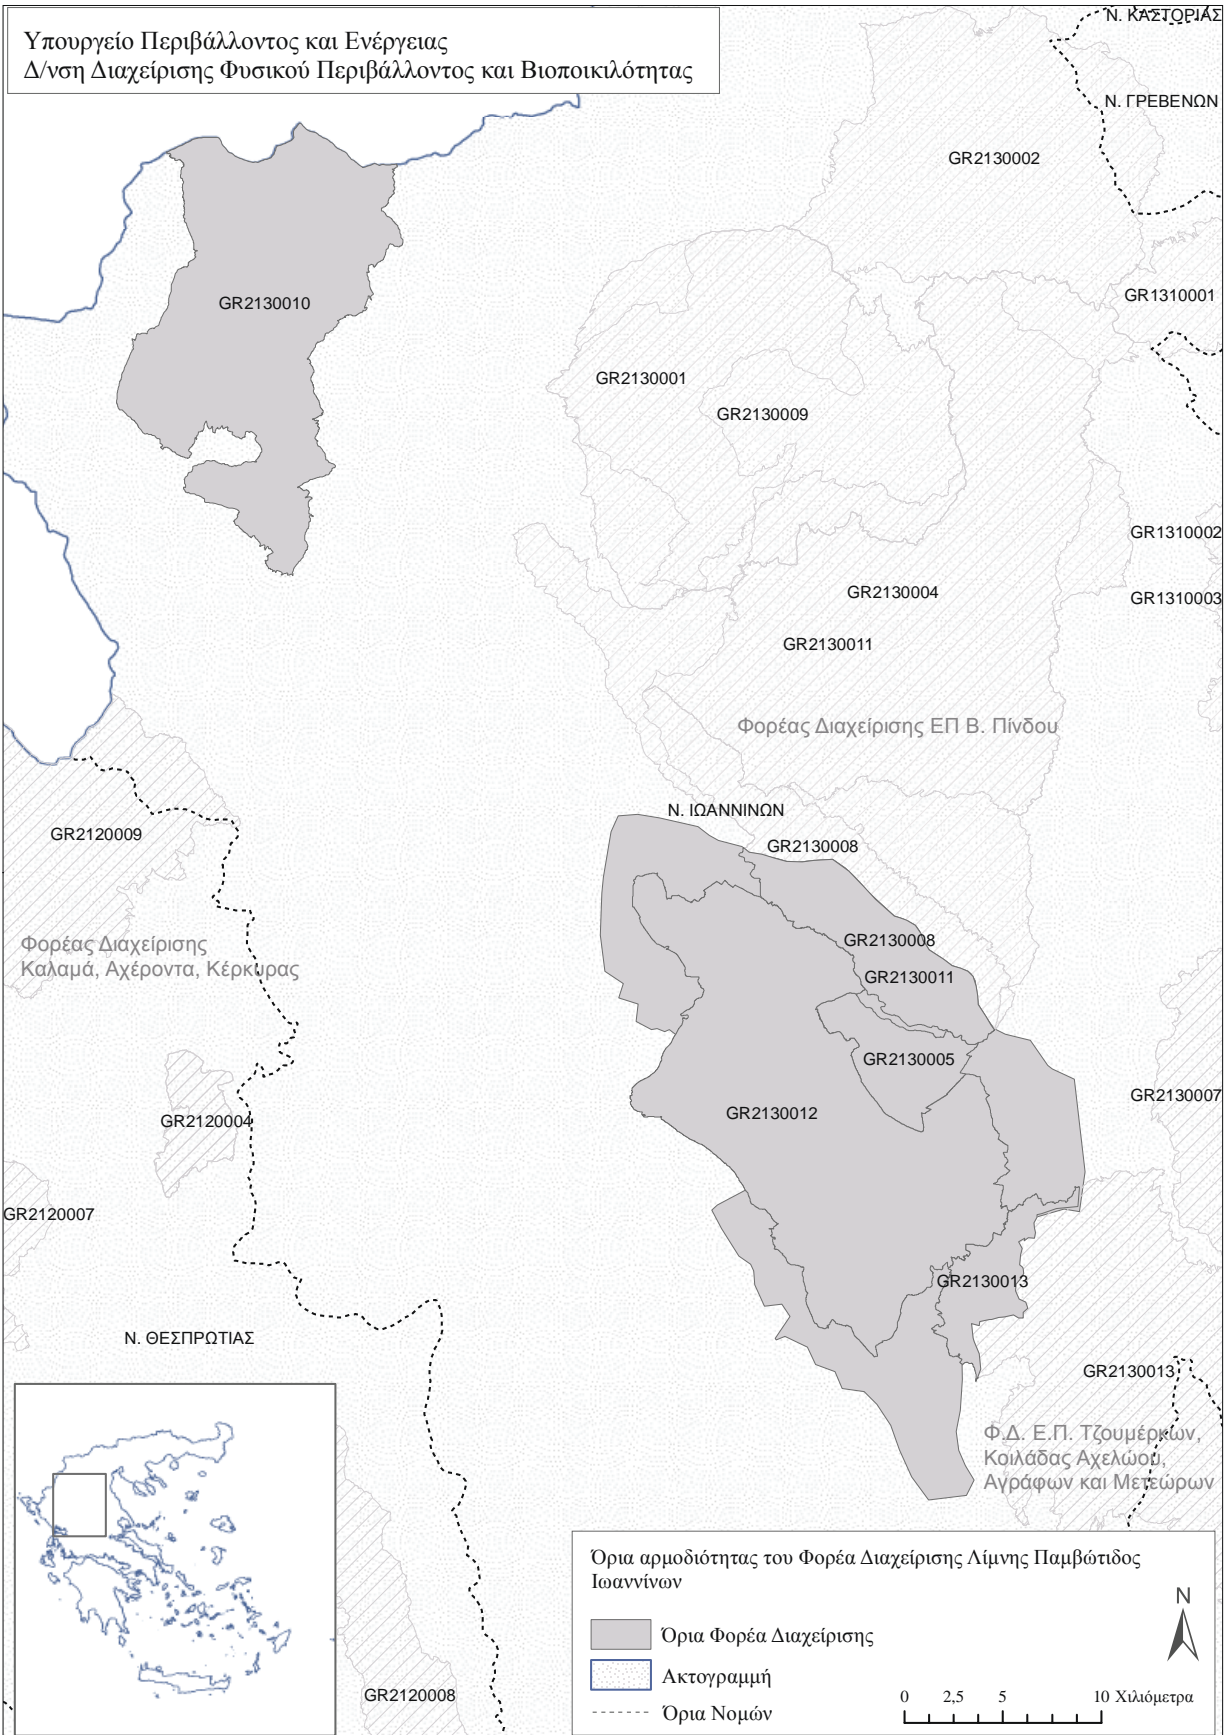 Υπουργείο Περιβάλλοντος και Ενέργειας
Δ/νση Διαχείρισης Φυσικού Περιβάλλοντος και Βιοποικιλότητας
Ν. ΚΑΣΤΟΡΙΑΣ
Ν. ΓΡΕΒΕΝΩΝ
GR2130002
GR1310001
GR2130010
GR2130001
GR2130009
GR1310002
GR2130004
GR1310003
GR2130011
Φορέας Διαχείρισης ΕΠ Β. Πίνδου
Ν. ΙΩΑΝΝΙΝΩΝ
GR2120009
GR2130008
GR2130008
Φορέας Διαχείρισης
Καλαμά, Αχέροντα, Κέρκυρας
GR2130011
GR2130005
GR2130007
GR2130012
GR2120004
GR2120007
GR2130013
Ν. ΘΕΣΠΡΩΤΙΑΣ
GR2130013
Φ.Δ. Ε.Π. Τζουμέρκων,
Κοιλάδας Αχελώου,
Αγράφων και Μετεώρων
GR2120008
Όρια αρμοδιότητας του Φορέα Διαχείρισης Λίμνης Παμβώτιδος
Ιωαννίνων
Όρια Φορέα Διαχείρισης
Ακτογραμμή
Όρια Νομών
N
0 2,5 5 10 Χιλιόμετρα